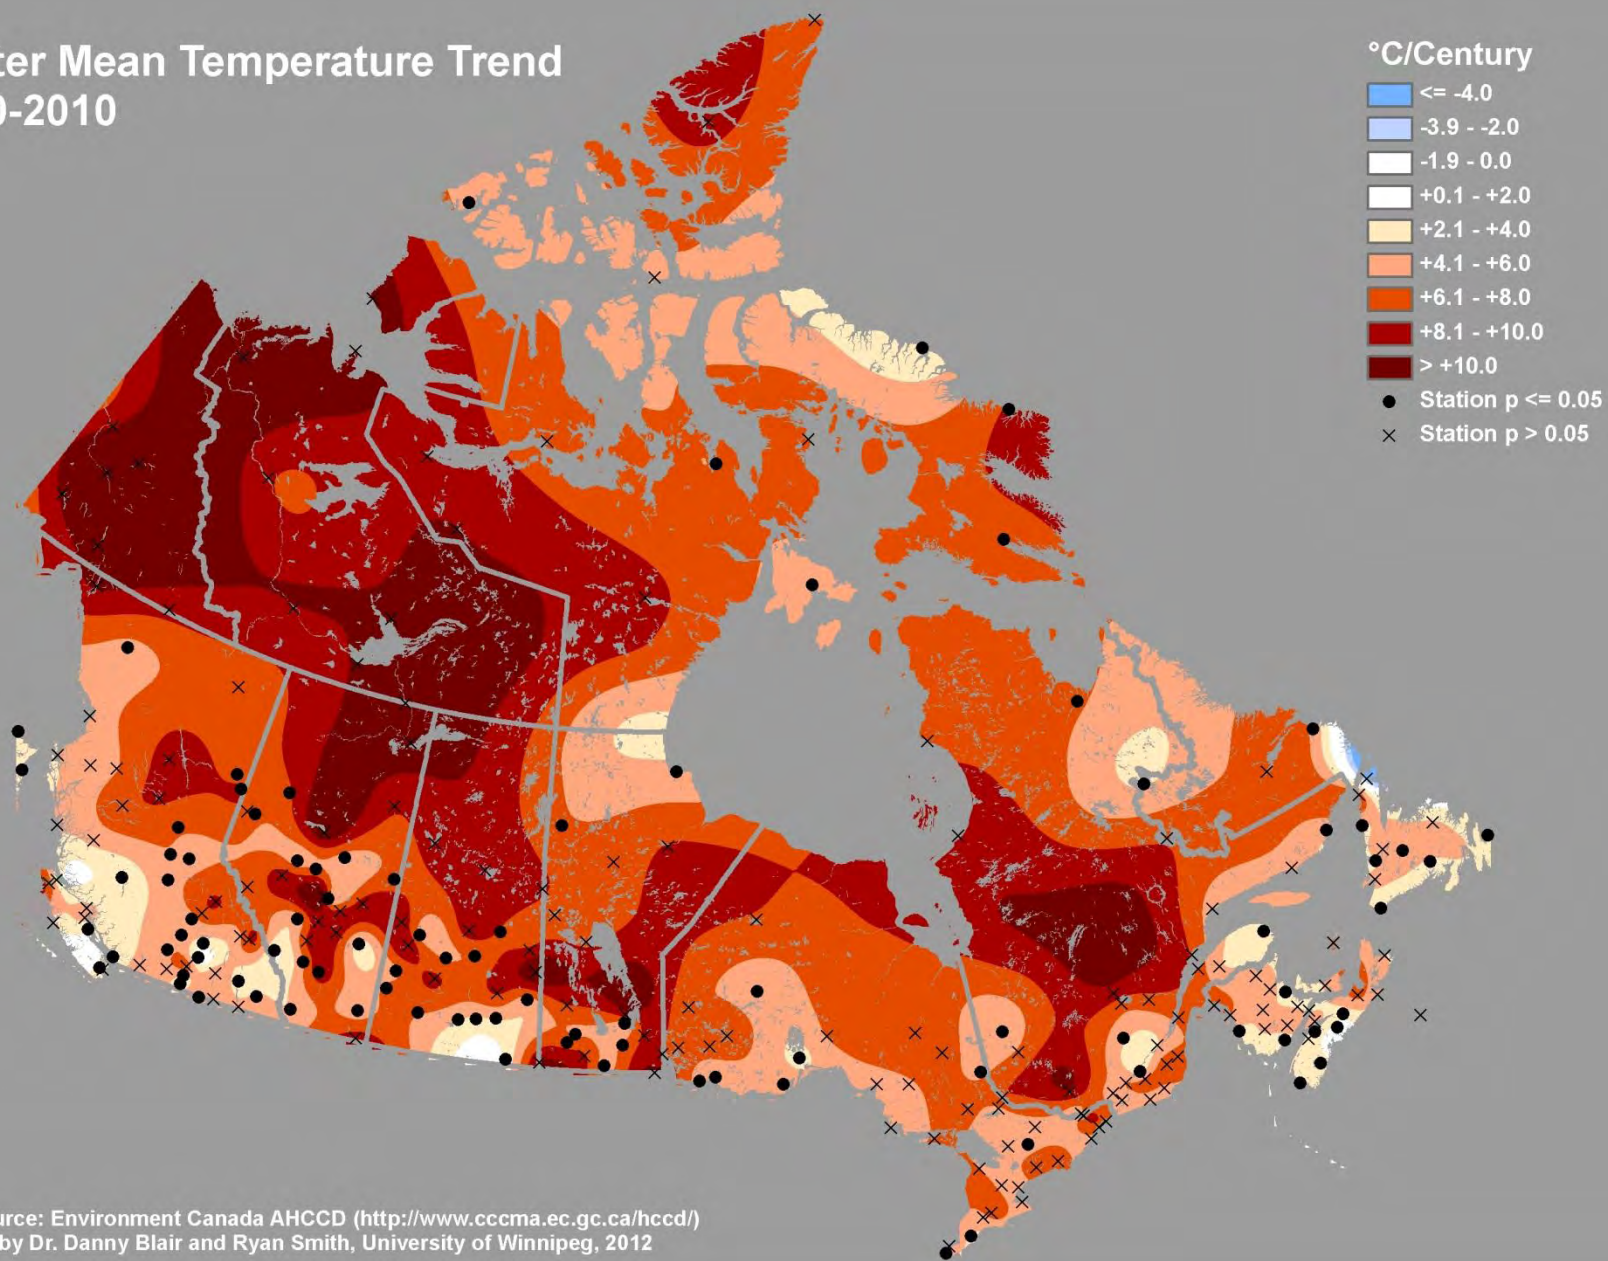 ter Mean Temperature Trend
0-2010
°C/Century
<= -4.0
-3.9 - -2.0
-1.9 - 0.0
+0.1 - +2.0
+2.1 - +4.0
+4.1 - +6.0
+6.1 - +8.0
+8.1 - +10.0
> +10.0
Station p <= 0.05
Station p > 0.05
urce: Environment Canada AHCCD (http://www.cccma.ec.gc.ca/hccd/)
by Dr. Danny Blair and Ryan Smith, University of Winnipeg, 2012